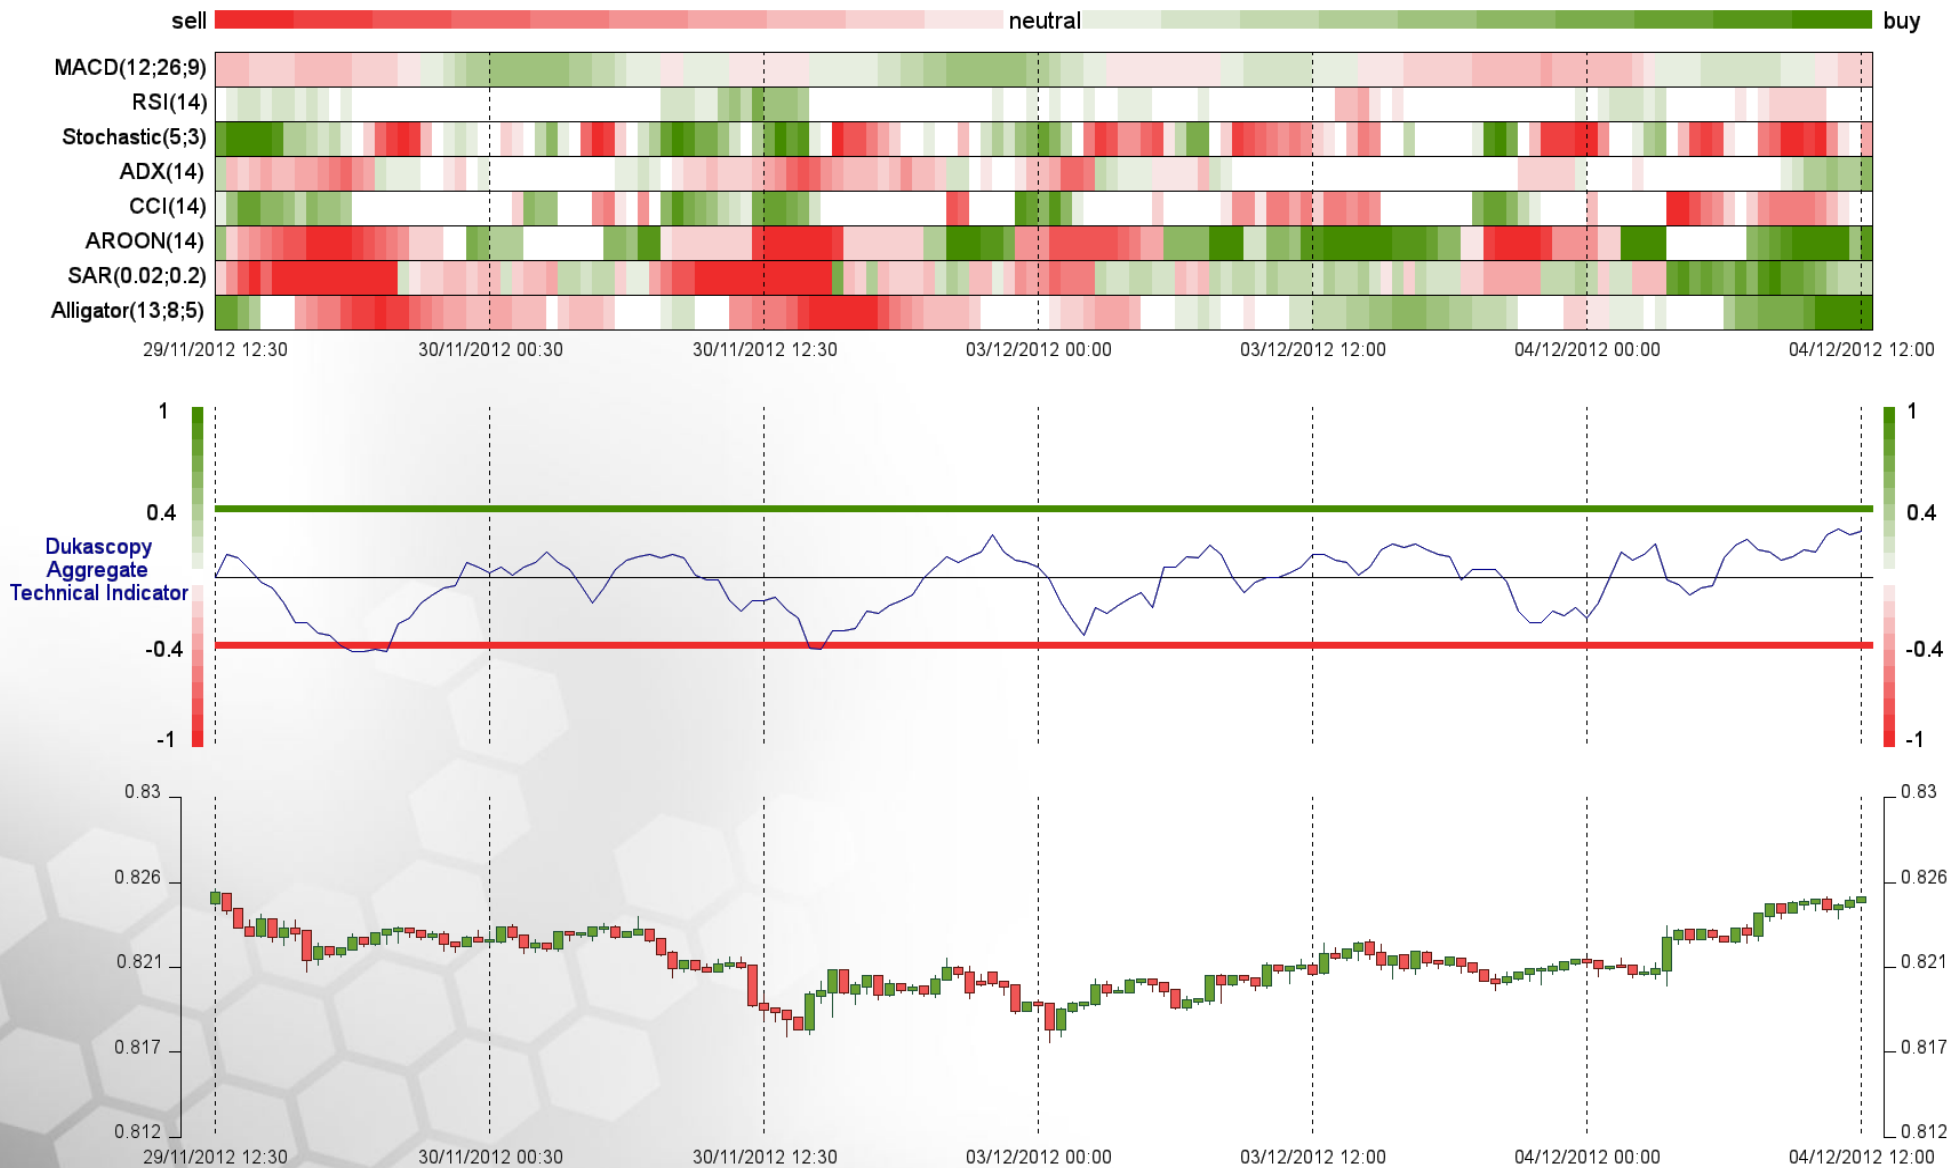 sell neutral buy
MACD(12;26;9)
RSI(14)
Stochastic(5;3)
ADX(14)
CCI(14)
AROON(14)
SAR(0.02;0.2)
Alligator(13;8;5)
29/11/2012 12:30 30/11/2012 00:30 30/11/2012 12:30 03/12/2012 00:00 03/12/2012 12:00 04/12/2012 00:00 04/12/2012 12:00
1 1
0.4 0.4
Dukascopy
Aggregate
Technical Indicator
-0.4 -0.4
-1 -1
0.83 0.83
0.826 0.826
0.821 0.821
0.817 0.817
0.812 0.812
29/11/2012 12:30 30/11/2012 00:30 30/11/2012 12:30 03/12/2012 00:00 03/12/2012 12:00 04/12/2012 00:00 04/12/2012 12:00